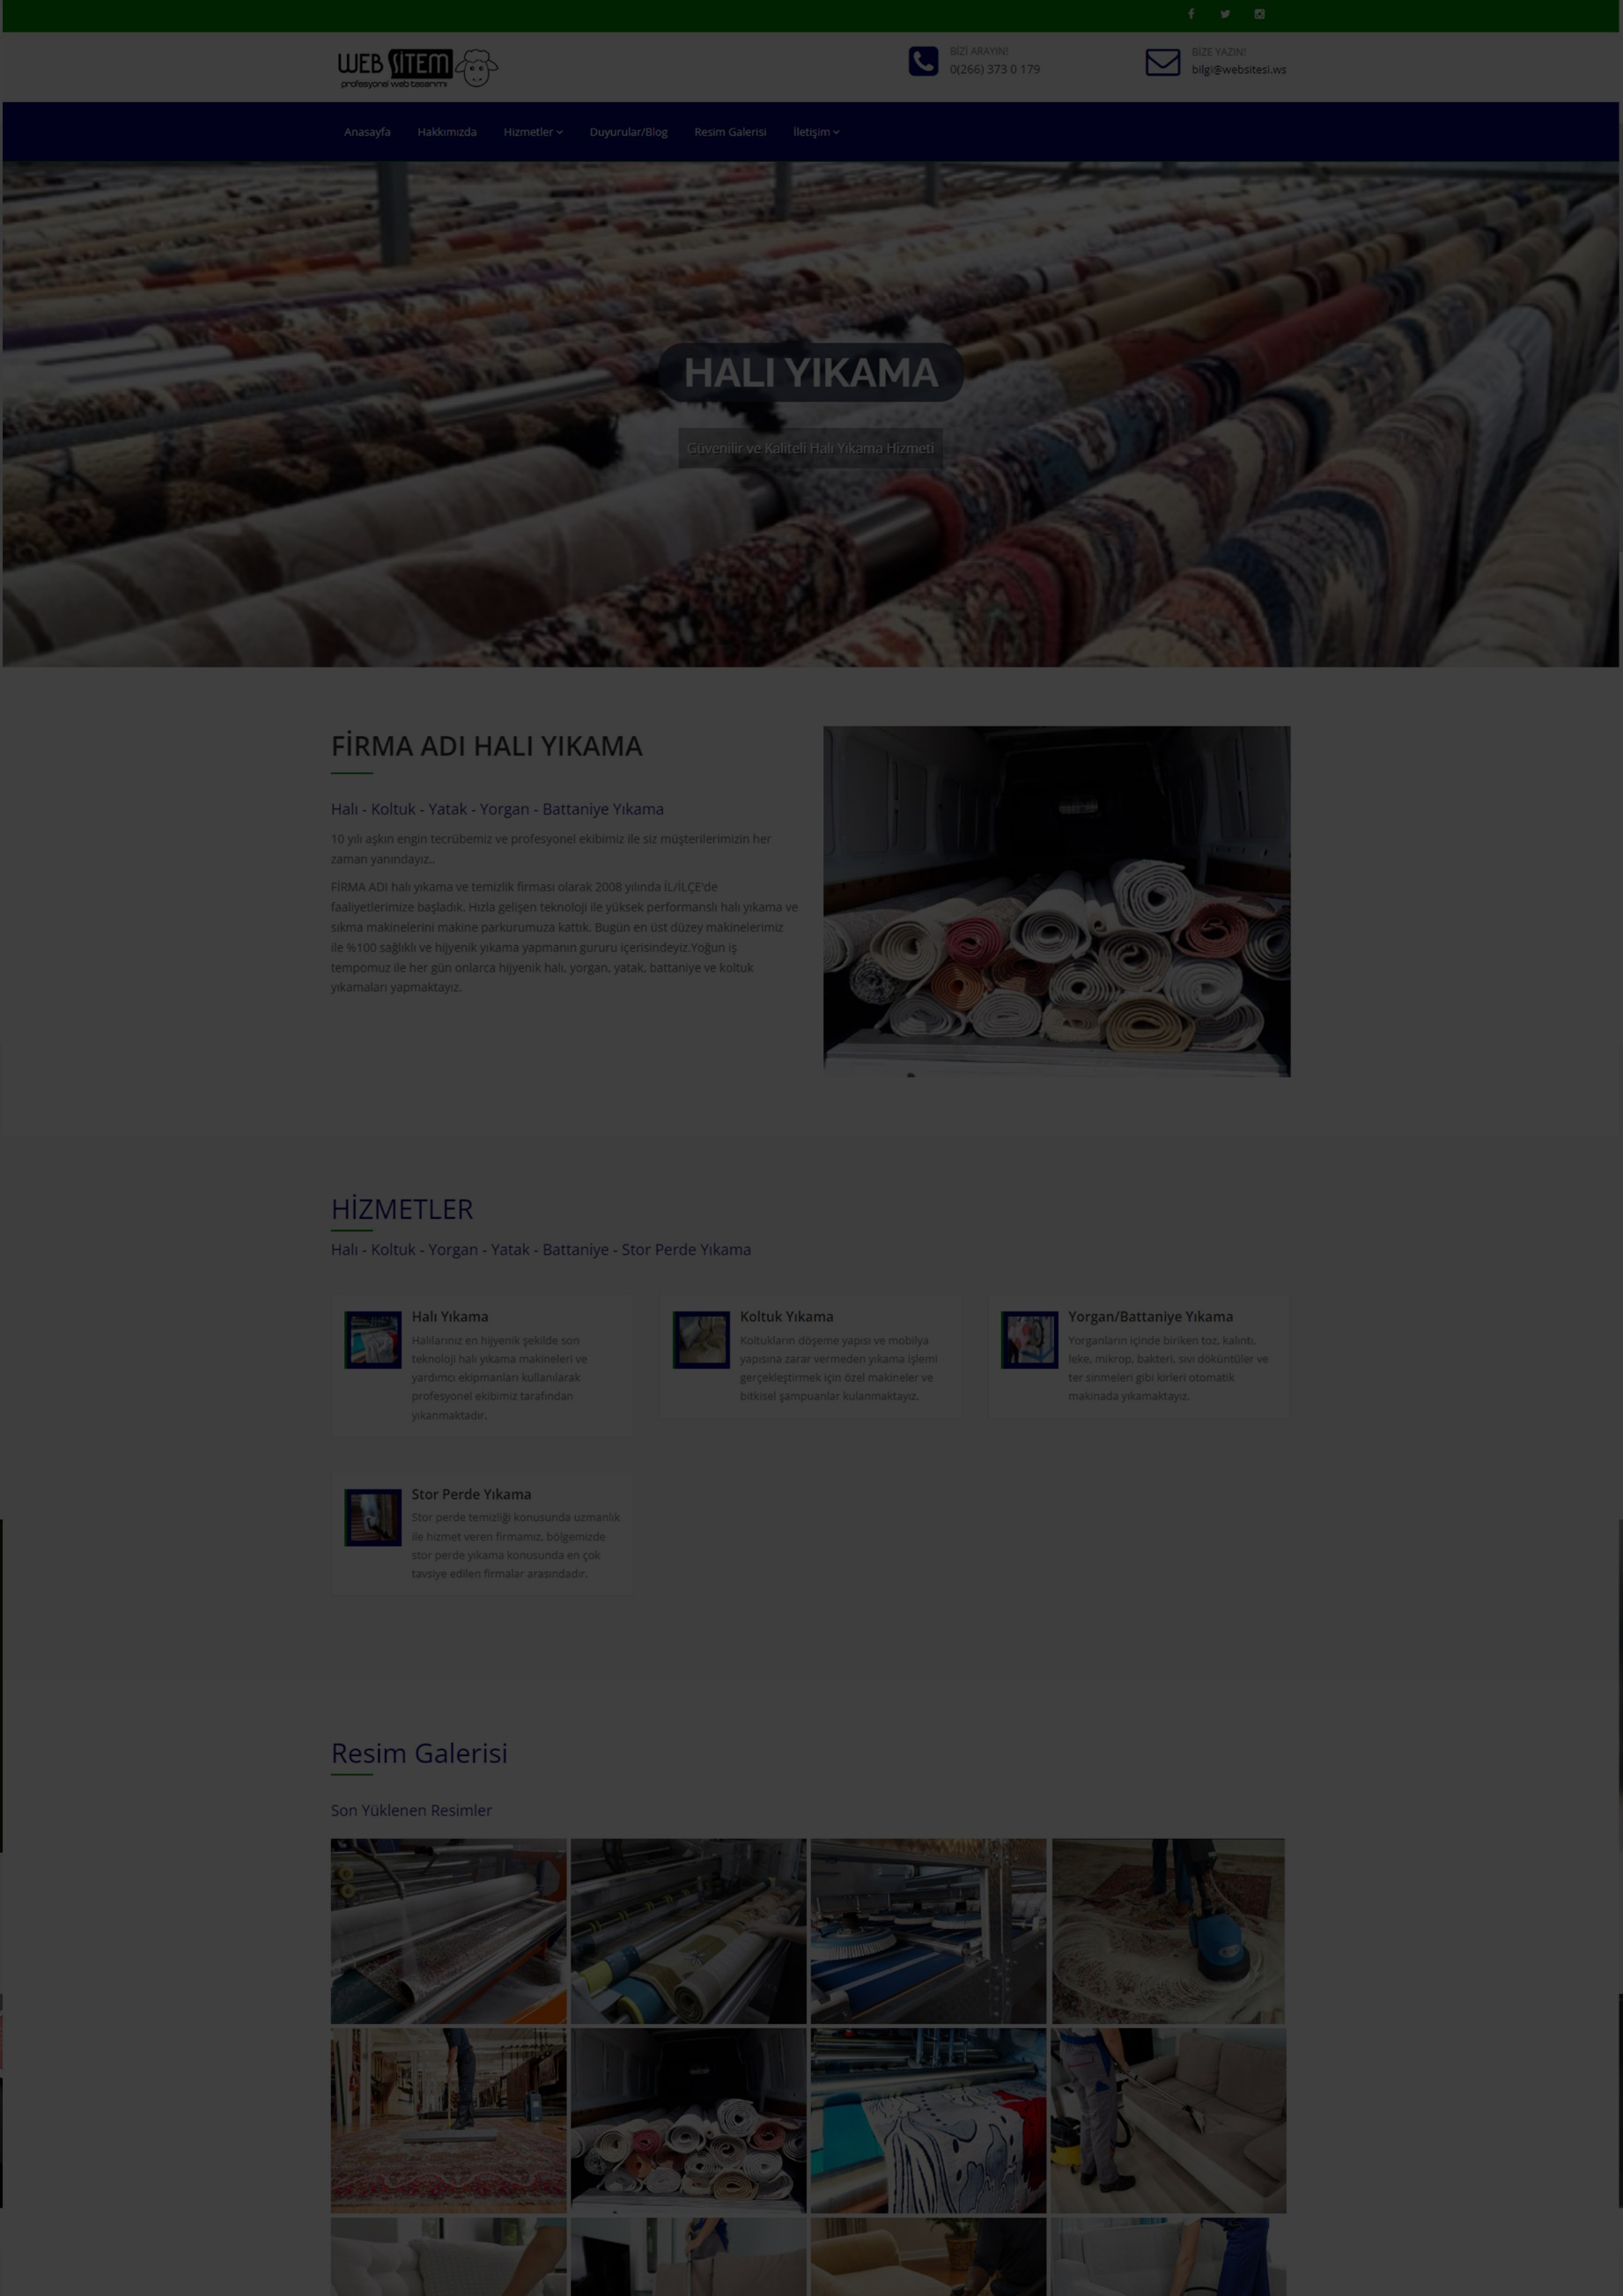 WEB SİTEM
profesyonel web tasarımı
BİZİ ARAYIN!
0(266) 373 0 179
BİZE YAZIN!
bilgi@websitesi.ws
Anasayfa Hakkımızda Hizmetler Duyurular/Blog Resim Galerisi İletişim
HALI YIKAMA
Güvenilir ve Kaliteli Halı Yıkama Hizmeti
FİRMA ADI HALI YIKAMA
Halı - Koltuk - Yatak - Yorgan - Battaniye Yıkama
10 yılı aşkın engin tecrübemiz ve profesyonel ekibimiz ile siz müşterilerimizin her
zaman yanındayız..
FİRMA ADI halı yıkama ve temizlik firması olarak 2008 yılında İL/İLÇE'de
faaliyetlerimize başladık. Hızla gelişen teknoloji ile yüksek performanslı halı yıkama ve
sıkma makinelerini makine parkurumuza kattık. Bugün en üst düzey makinelerimiz
ile %100 sağlıklı ve hijyenik yıkama yapmanın gururu içerisindeyiz.Yoğun iş
tempomuz ile her gün onlarca hijyenik halı, yorgan, yatak, battaniye ve koltuk
yıkamaları yapmaktayız.
HİZMETLER
Halı - Koltuk - Yorgan - Yatak - Battaniye - Stor Perde Yıkama
Halı Yıkama
Halılarınız en hijyenik şekilde son
teknoloji halı yıkama makineleri ve
yardımcı ekipmanları kullanılarak
profesyonel ekibimiz tarafından
yıkanmaktadır.
Koltuk Yıkama
Koltukların döşeme yapısı ve mobilya
yapısına zarar vermeden yıkama işlemi
gerçekleştirmek için özel makineler ve
bitkisel şampuanlar kulanmaktayız.
Yorgan/Battaniye Yıkama
Yorganların içinde biriken toz, kalıntı,
leke, mikrop, bakteri, sıvı döküntüler ve
ter sinmeleri gibi kirleri otomatik
makinada yıkamaktayız.
Stor Perde Yıkama
Stor perde temizliği konusunda uzmanlık
ile hizmet veren firmamız, bölgemizde
stor perde yıkama konusunda en çok
tavsiye edilen firmalar arasındadır.
Resim Galerisi
Son Yüklenen Resimler